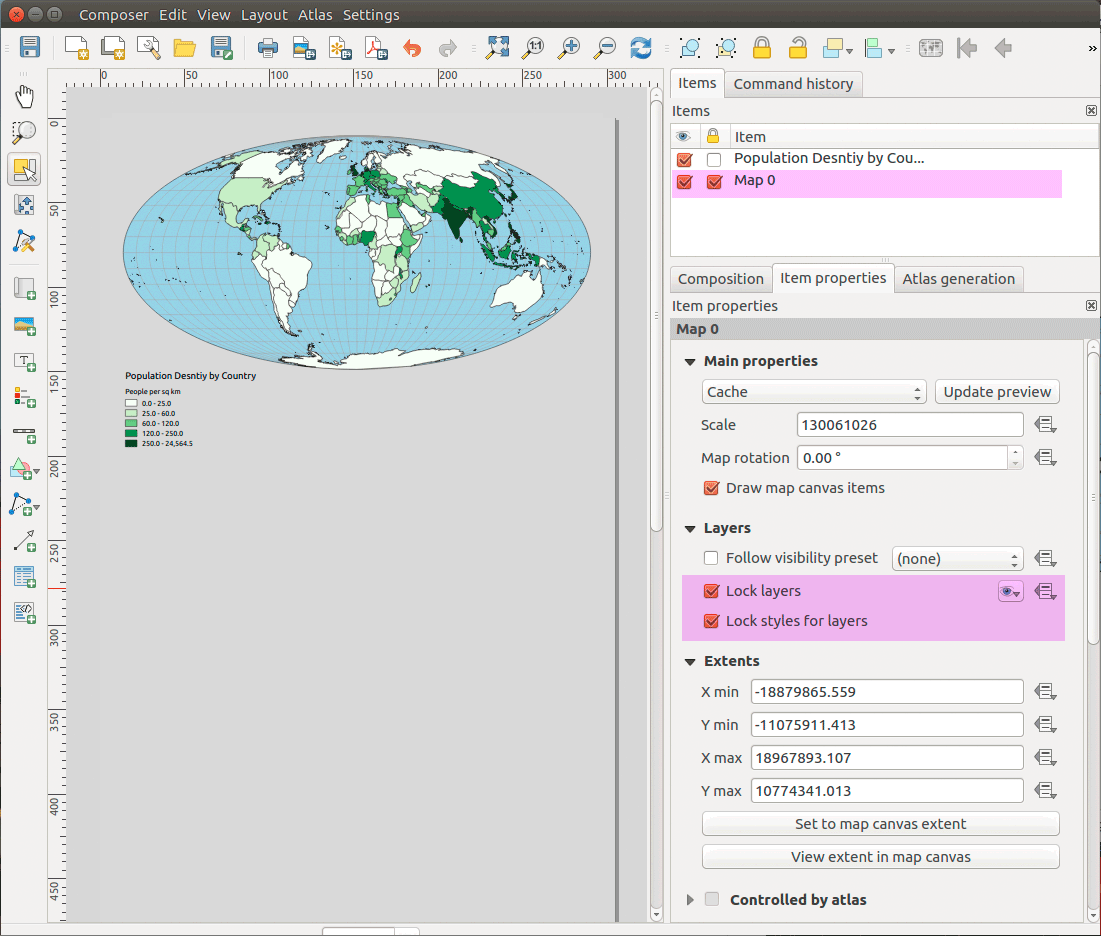 Composer Edit View Layout Atlas Settings
1:1
T
»
0 50 100 150 200 250 300
0
50
100
150
200
250
300
350
400
450
Population Desntiy by Country
People per sq km
0.0 - 25.0
25.0 - 60.0
60.0 - 120.0
120.0 - 250.0
250.0 - 24,564.5
Items Command history
Items
Item
Population Desntiy by Cou...
Map 0
Composition Item properties Atlas generation
Item properties
Map 0
Main properties
Cache Update preview
Scale 130061026
Map rotation 0.00 °
Draw map canvas items
Layers
Follow visibility preset (none)
Lock layers
Lock styles for layers
Extents
X min -18879865.559
Y min -11075911.413
X max 18967893.107
Y max 10774341.013
Set to map canvas extent
View extent in map canvas
Controlled by atlas